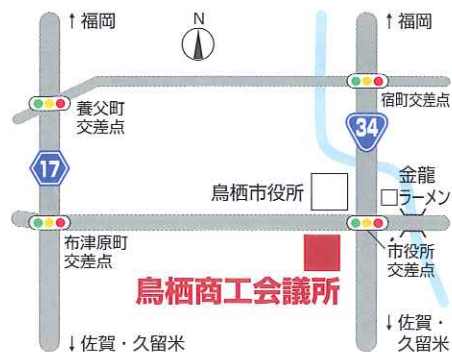 ↑福岡
N
↑福岡
養父町
交差点
宿町交差点
17
34
鳥栖市役所
金龍
ラーメン
布津原町
交差点
市役所
交差点
鳥栖商工会議所
↓佐賀・久留米
↓佐賀・
久留米